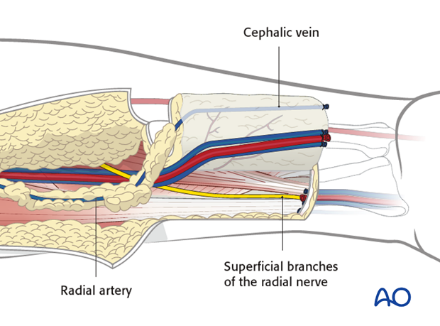 Cephalic vein
Radial artery
Superficial branches
of the radial nerve
AO